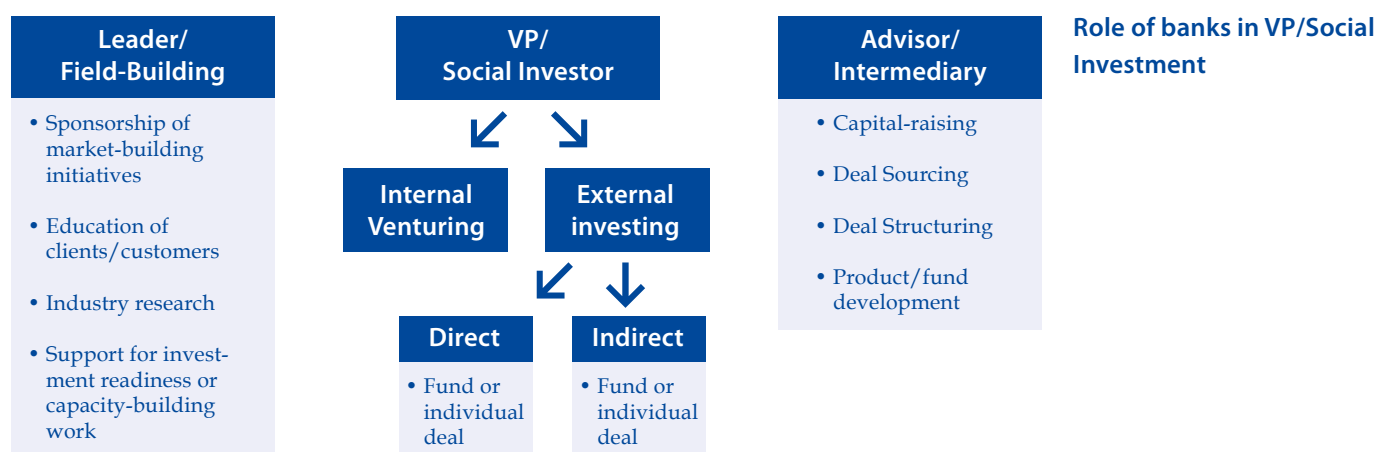 Leader/
Field-Building
• Sponsorship of
market-building
initiatives
• Education of
clients/customers
• Industry research
• Support for invest-
ment readiness or
capacity-building
work
VP/
Social Investor
Internal
Venturing
External
investing
Direct
• Fund or
individual
deal
Indirect
• Fund or
individual
deal
Advisor/
Intermediary
• Capital-raising
• Deal Sourcing
• Deal Structuring
• Product/fund
development
Role of banks in VP/Social
Investment